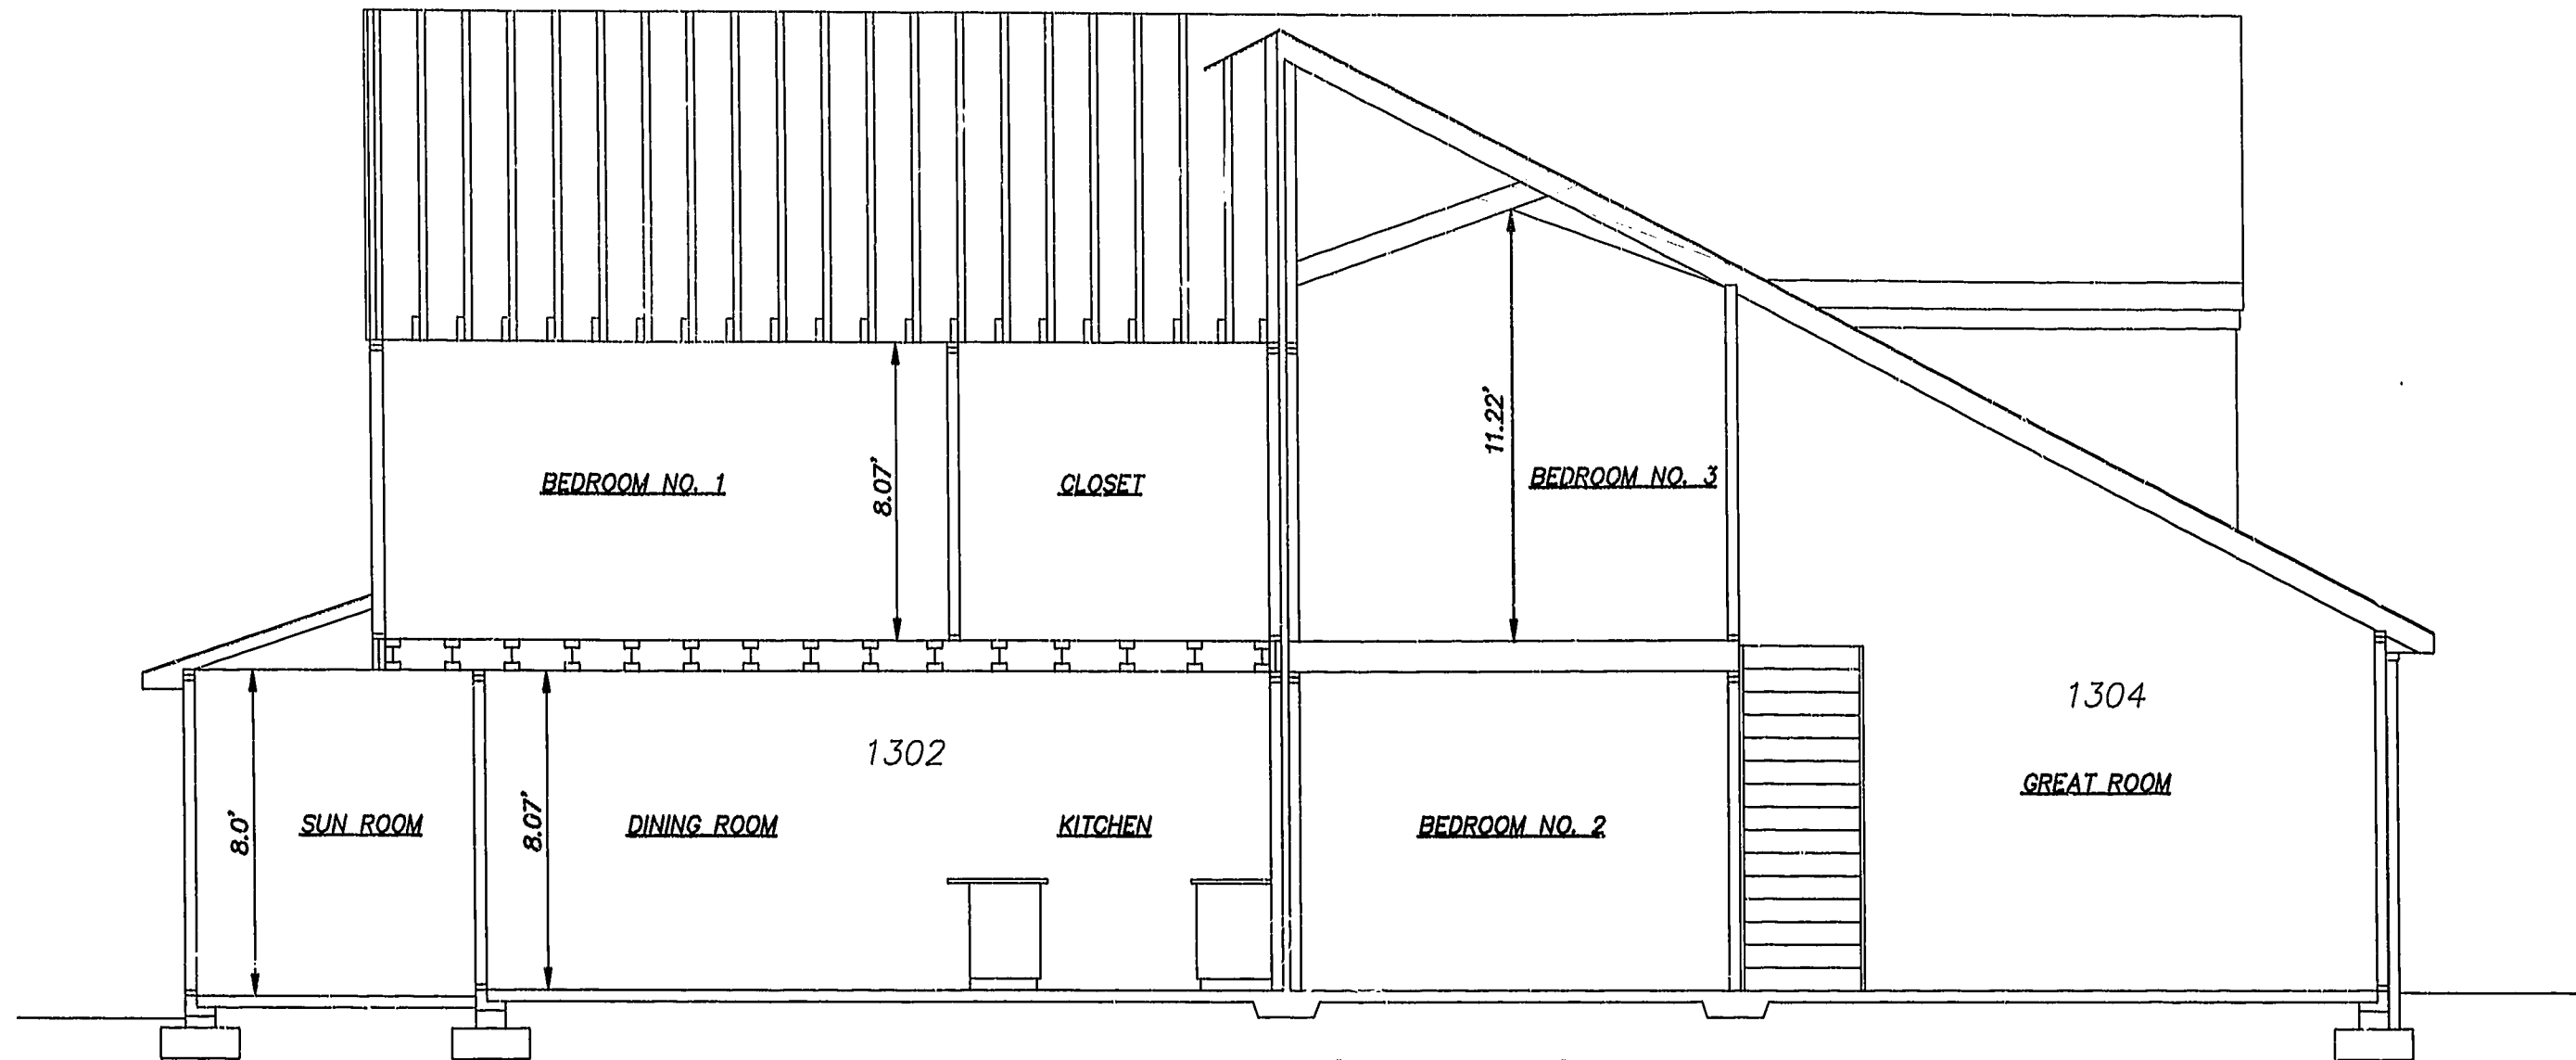 11.22'
BEDROOM NO. 1
8.07'
CLOSET
BEDROOM NO. 3
1302
1304
GREAT ROOM
8.0'
SUN ROOM
8.07'
DINING ROOM
KITCHEN
BEDROOM NO. 2